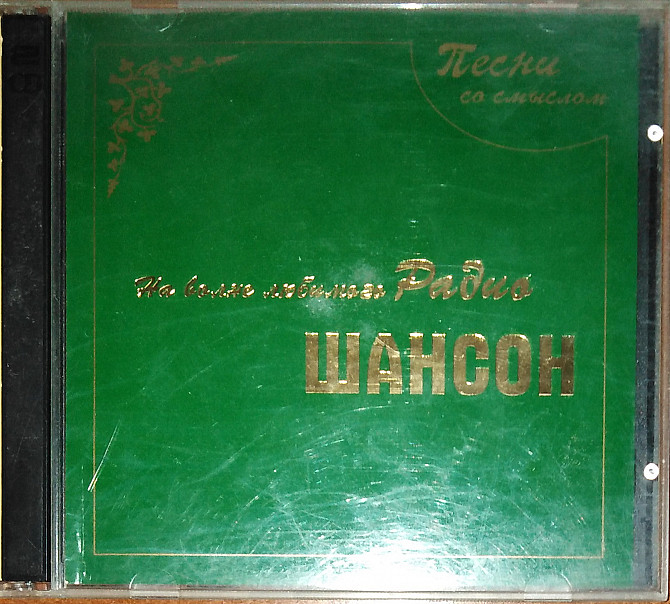 Песни
со смыслом
На волне любимого Радио
ШАНСОН